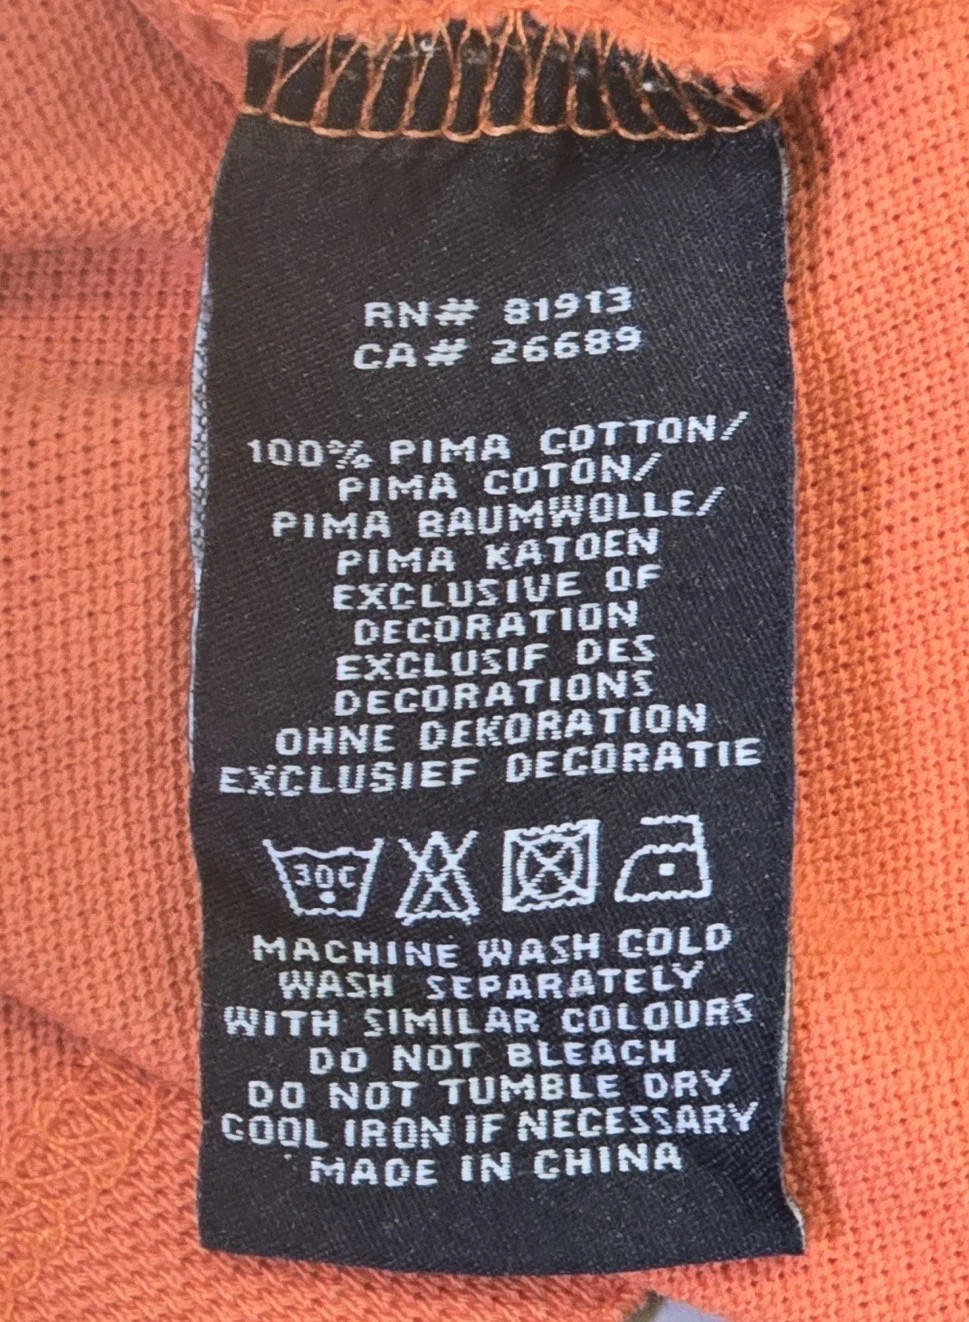 RN# 81913
CA# 26689
100% PIMA COTTON/
PIMA COTON/
PIMA BAUMWOLLE/
PIMA KATOEN
EXCLUSIVE OF
DECORATION
EXCLUSIF DES
DECORATIONS
OHNE DEKORATION
EXCLUSIEF DECORATIE
30C
MACHINE WASH COLD
WASH SEPARATELY
WITH SIMILAR COLOURS
DO NOT BLEACH
DO NOT TUMBLE DRY
COOL IRON IF NECESSARY
MADE IN CHINA